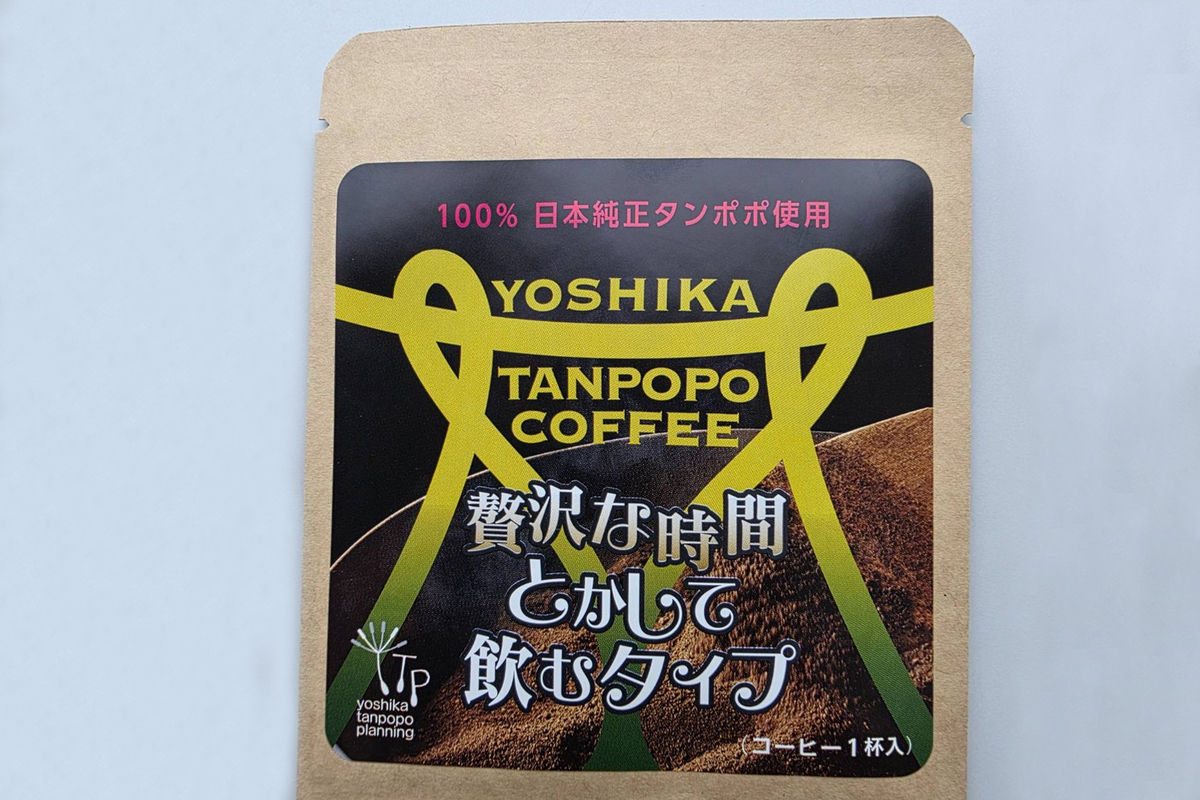 100% 日本純正タンポポ使用
YOSHIKA
TANPOPO
COFFEE
贅沢な時間
とかして
飲むタイプ
YTP
yoshika
tanpopo
planning
(コーヒー1杯入)